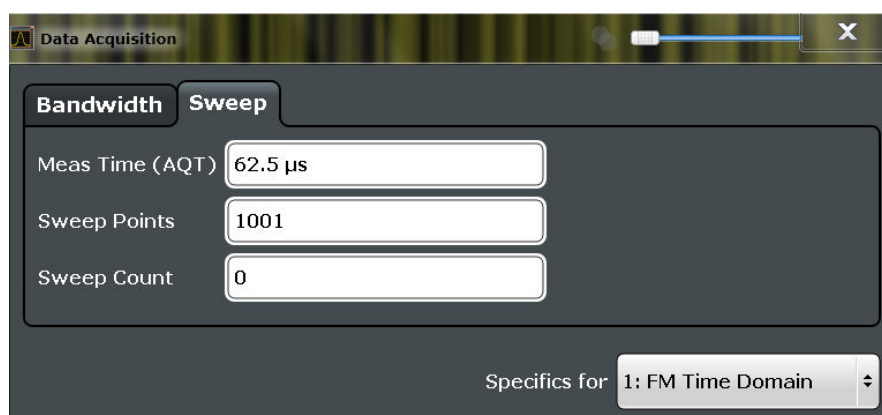 Data Acquisition
X
Bandwidth Sweep
Meas Time (AQT) 62.5 µs
Sweep Points 1001
Sweep Count 0
Specifics for 1: FM Time Domain